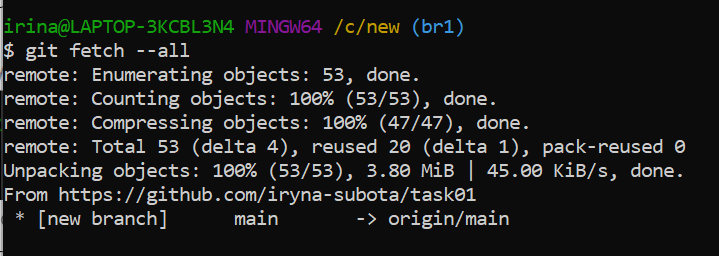 irina@LAPTOP-3KCBL3N4 MINGW64 /c/new (br1)
$ git fetch --all
remote: Enumerating objects: 53, done.
remote: Counting objects: 100% (53/53), done.
remote: Compressing objects: 100% (47/47), done.
remote: Total 53 (delta 4), reused 20 (delta 1), pack-reused 0
Unpacking objects: 100% (53/53), 3.80 MiB | 45.00 KiB/s, done.
From https://github.com/iryna-subota/task01
 * [new branch]      main       -> origin/main